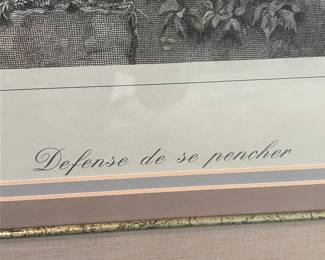 Defense de se pencher